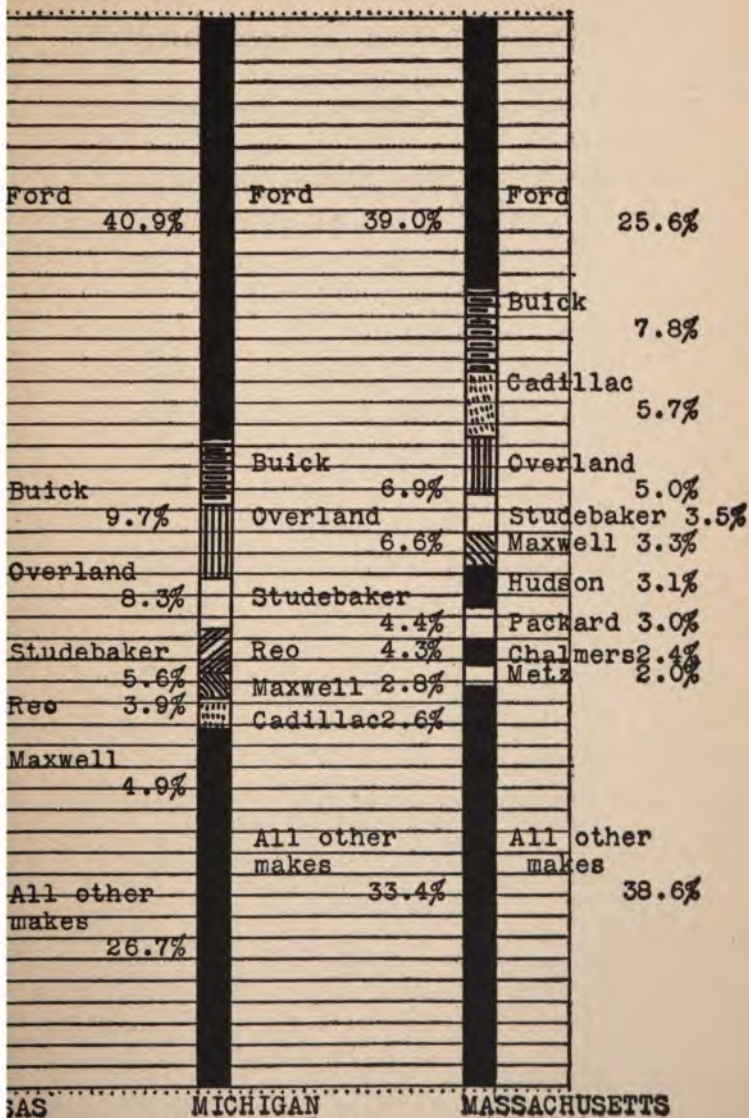 Ford
40.9%
Buick
9.7%
Overland
8.3%
Studebaker
5.6%
Reo 3.9%
Maxwell
4.9%
All other
makes
26.7%
SAS
Ford
39.0%
Buick
6.9%
Overland
6.6%
Studebaker
4.4%
Reo 4.3%
Maxwell 2.8%
Cadillac2.6%
All other
makes
33.4%
MICHIGAN
Ford
25.6%
Buick
7.8%
Cadillac
5.7%
Overland
5.0%
Studebaker 3.5%
Maxwell 3.3%
Hudson 3.1%
Packard 3.0%
Chalmers2.4%
Metz 2.0%
All other
makes
38.6%
MASSACHUSETTS